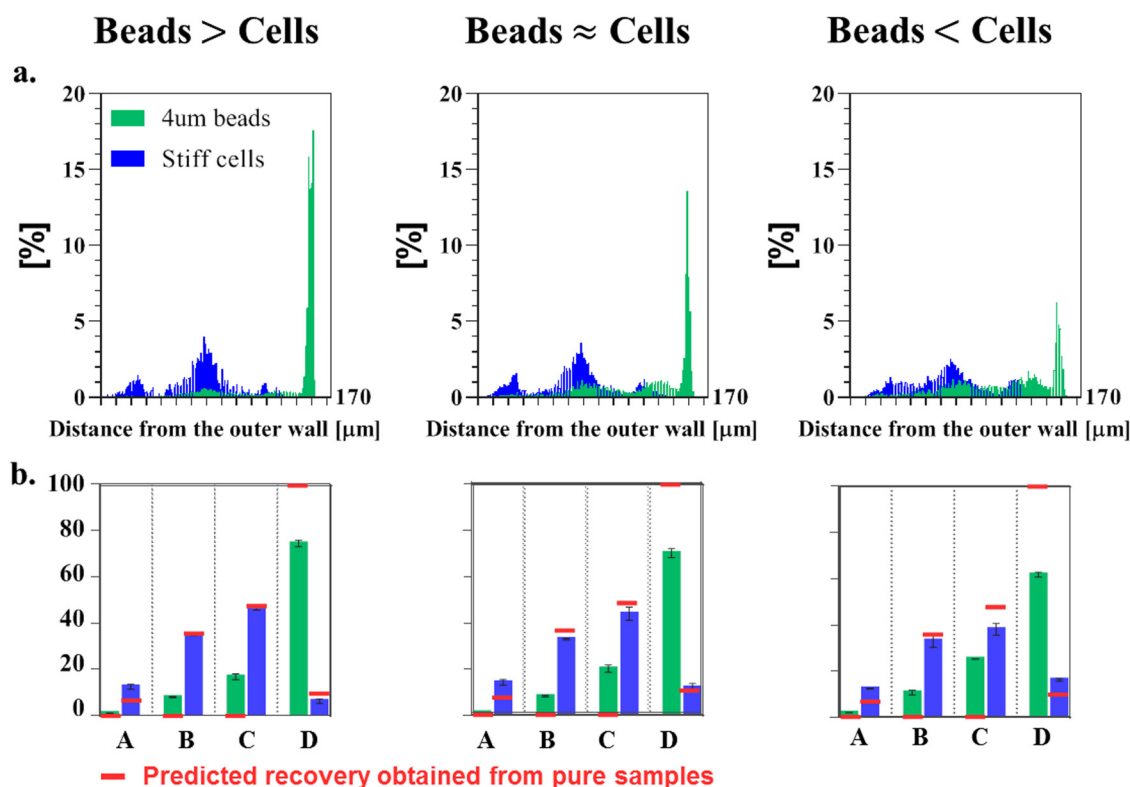 Beads > Cells Beads ≈ Cells Beads < Cells
a.
20 20 20
4um beads
Stiff cells
15 15 15
[%] [%] [%]
10 10 10
5 5 5
0 170 0 170 0 170
Distance from the outer wall [μm] Distance from the outer wall [μm] Distance from the outer wall [μm]
b.
100
80
60
40
20
0
A B C D A B C D A B C D
Predicted recovery obtained from pure samples